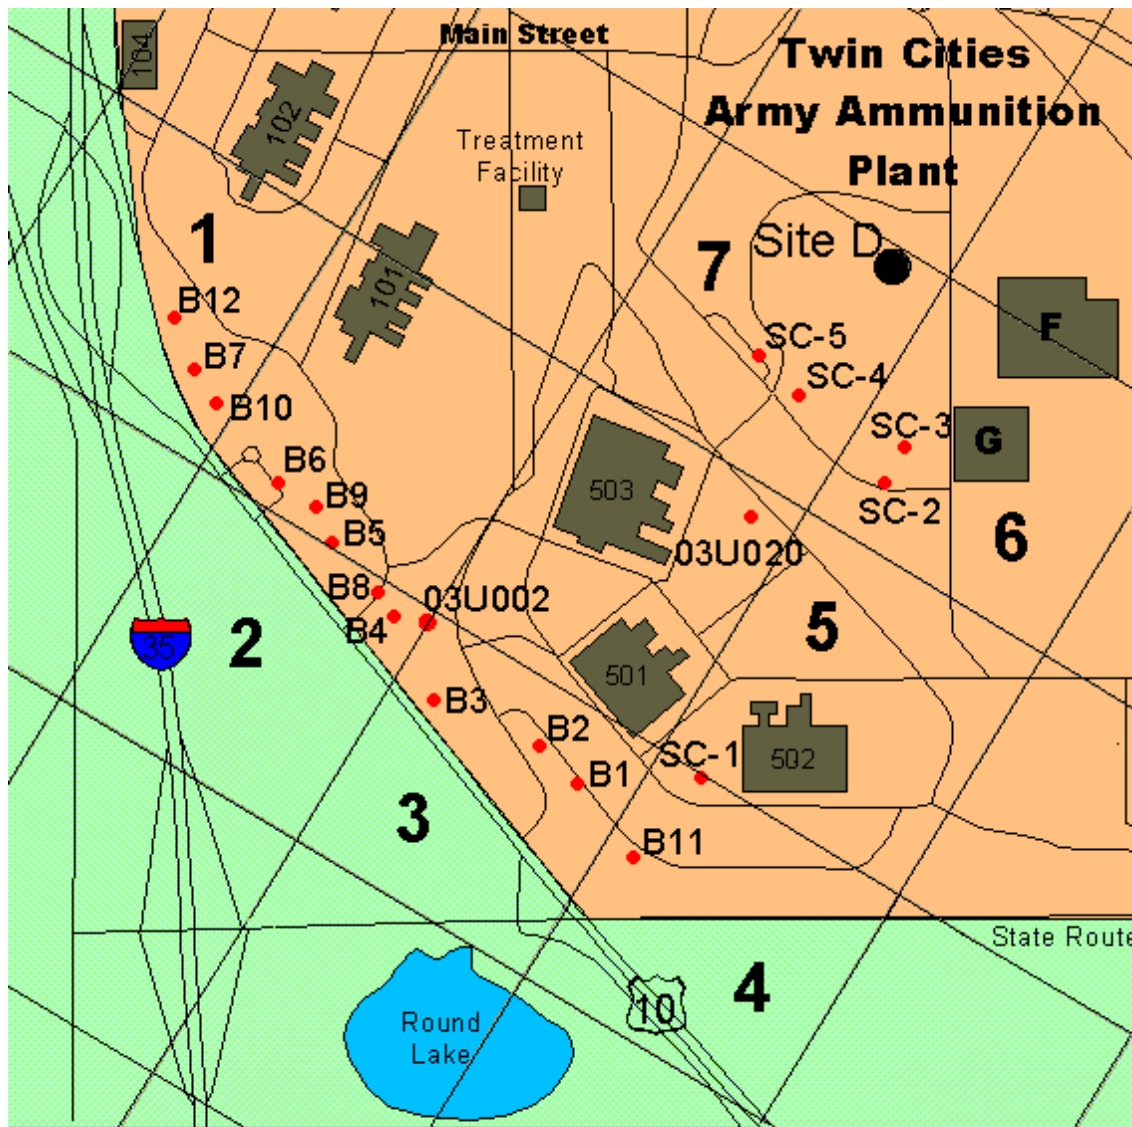 Main Street
Twin Cities
Army Ammunition
Plant
104
102
Treatment
Facility
1
101
7
Site D
B12
F
SC-5
B7
SC-4
B10
SC-3
G
B6
503
B9
SC-2
B5
03U020
6
B8
03U002
B4
35
2
5
501
B3
B2
SC-1
502
B1
3
B11
State Route
4
10
Round
Lake